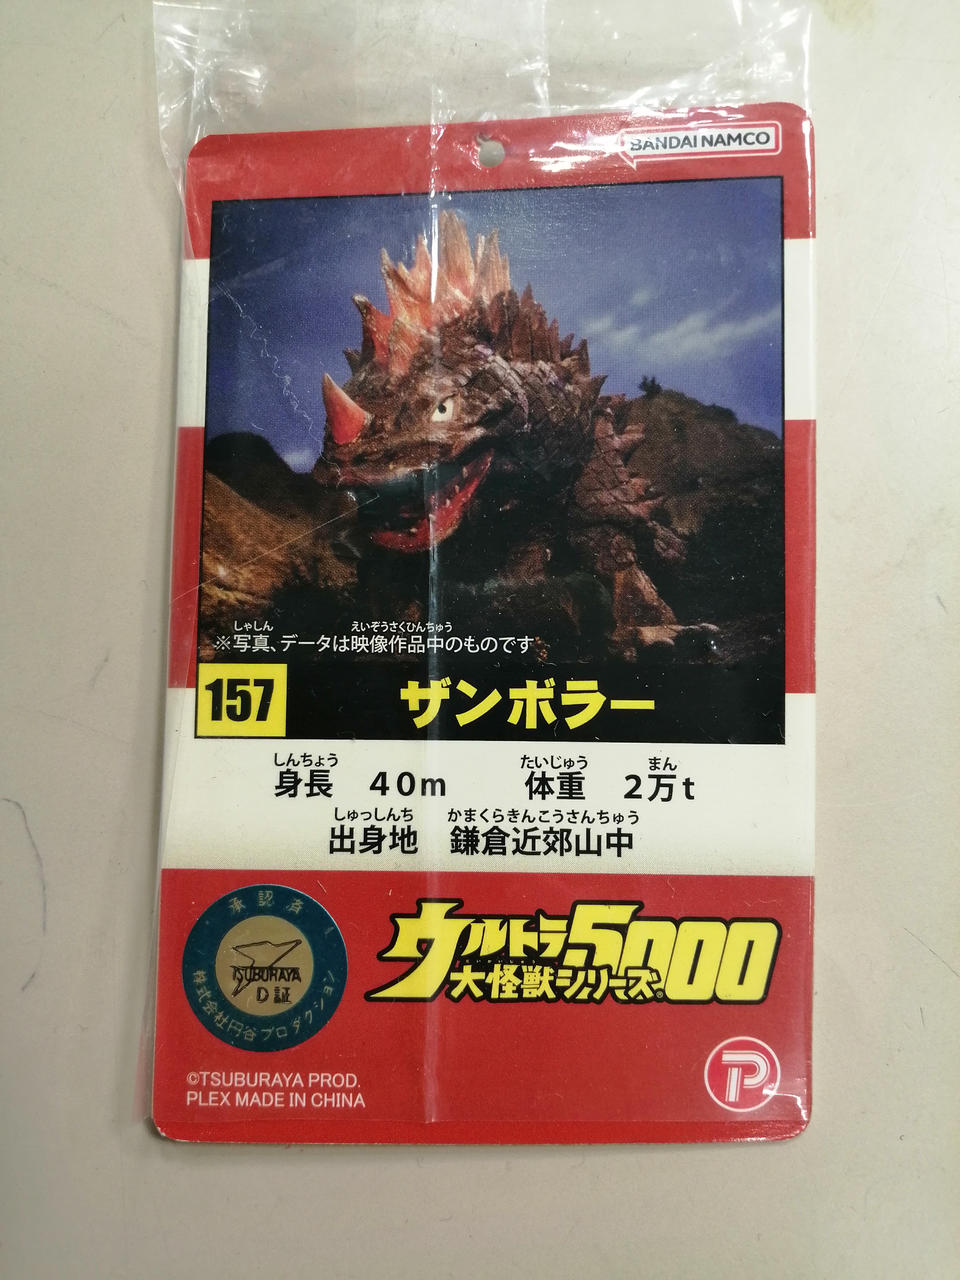 BANDAI NAMCO
しゃしん えいぞうさくひんちゅう
※写真、データは映像作品中のものです
157 ザンボラー
しんちょう たいじゅう まん
身長 40m 体重 2万t
しゅっしんち かまくらきんこうさんちゅう
出身地 鎌倉近郊山中
承認済
TSUBURAYA
D証
株式会社円谷プロダクション
ウルトラ
大怪獣シリーズ
5000
©TSUBURAYA PROD.
PLEX MADE IN CHINA
P